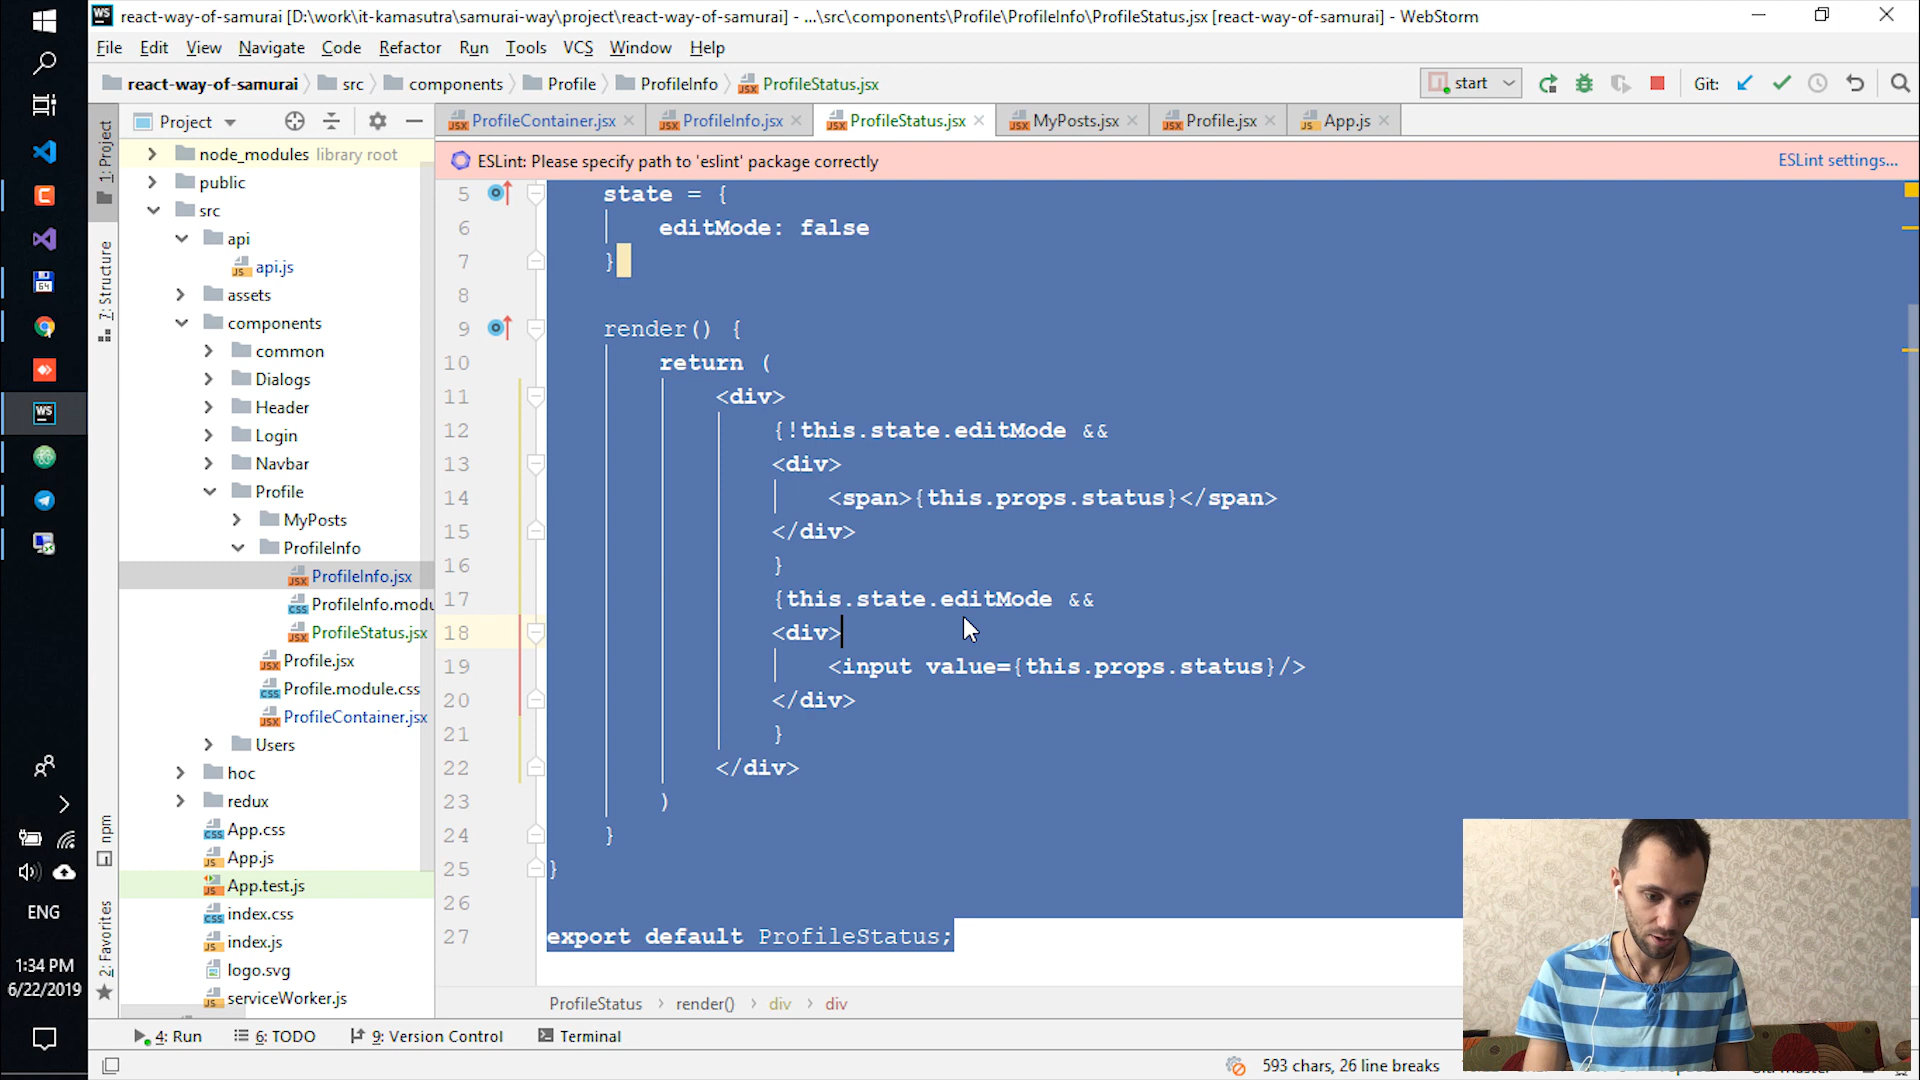 react-way-of-samurai [D:\work\it-kamasutra\samurai-way\project\react-way-of-samurai] - ...\src\components\Profile\ProfileInfo\ProfileStatus.jsx [react-way-of-samurai] - WebStorm
File Edit View Navigate Code Refactor Run Tools VCS Window Help
react-way-of-samurai src components Profile ProfileInfo ProfileStatus.jsx
start Git:
Project
ProfileContainer.jsx ProfileInfo.jsx ProfileStatus.jsx MyPosts.jsx Profile.jsx App.js
ESLint: Please specify path to 'eslint' package correctly ESLint settings...
1: Project
7: Structure
npm
2: Favorites
node_modules library root
public
src
api
api.js
assets
components
common
Dialogs
Header
Login
Navbar
Profile
MyPosts
ProfileInfo
ProfileInfo.jsx
ProfileInfo.modu
ProfileStatus.jsx
Profile.jsx
Profile.module.css
ProfileContainer.jsx
Users
hoc
redux
App.css
App.js
App.test.js
index.css
index.js
logo.svg
serviceWorker.js
5 state = {
6 editMode: false
7 }
8
9 render() {
10 return (
11 <div>
12 {!this.state.editMode &&
13 <div>
14 <span>{this.props.status}</span>
15 </div>
16 }
17 {this.state.editMode &&
18 <div>
19 <input value={this.props.status}/>
20 </div>
21 }
22 </div>
23 )
24 }
25 }
26
27 export default ProfileStatus;
ProfileStatus render() div div
4: Run 6: TODO 9: Version Control Terminal
593 chars, 26 line breaks
ENG
1:34 PM
6/22/2019